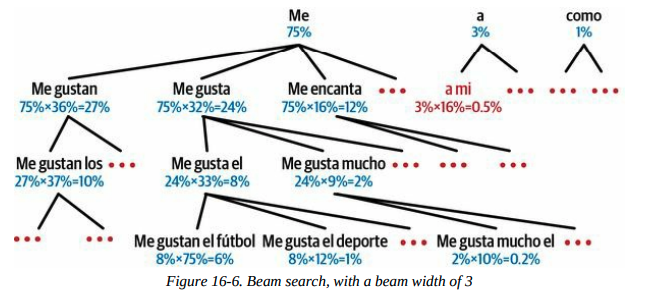 Me a como
75% 3% 1%
Me gustan Me gusta Me encanta ••• a mi ••• ••• •••
75%×36%=27% 75%×32%=24% 75%×16%=12% 3%×16%=0.5%
Me gustan los ••• Me gusta el Me gusta mucho ••• ••• •••
27%×37%=10% 24%×33%=8% 24%×9%=2%
••• ••• Me gustan el fútbol Me gusta el deporte ••• Me gusta mucho el •••
8%×75%=6% 8%×12%=1% 2%×10%=0.2%
Figure 16-6. Beam search, with a beam width of 3